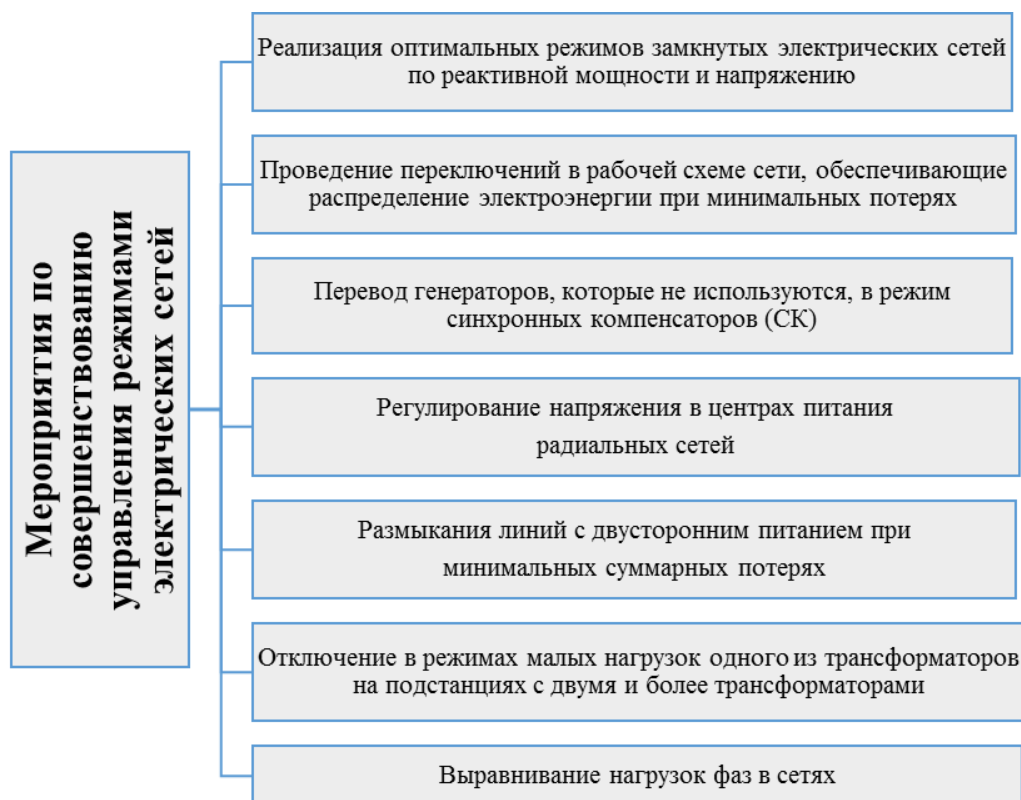 Мероприятия по
совершенствованию
управления режимами
электрических сетей
Реализация оптимальных режимов замкнутых электрических сетей
по реактивной мощности и напряжению
Проведение переключений в рабочей схеме сети, обеспечивающие
распределение электроэнергии при минимальных потерях
Перевод генераторов, которые не используются, в режим
синхронных компенсаторов (СК)
Регулирование напряжения в центрах питания
радиальных сетей
Размыкания линий с двусторонним питанием при
минимальных суммарных потерях
Отключение в режимах малых нагрузок одного из трансформаторов
на подстанциях с двумя и более трансформаторами
Выравнивание нагрузок фаз в сетях